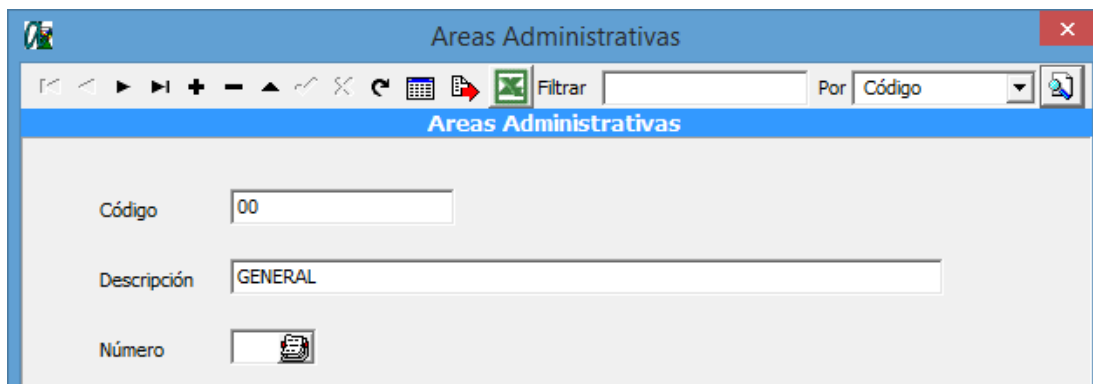 Areas Administrativas
Filtrar Por Código
Areas Administrativas
Código 00
Descripción GENERAL
Número